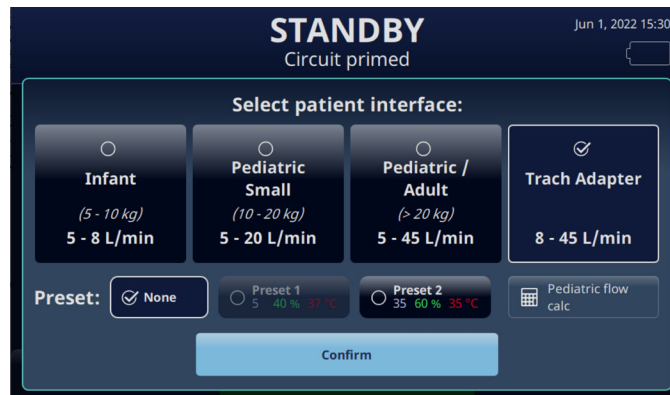 STANDBY
Jun 1, 2022 15:30
Circuit primed
Select patient interface:
Infant
(5 - 10 kg)
5 - 8 L/min
Pediatric
Small
(10 - 20 kg)
5 - 20 L/min
Pediatric /
Adult
(> 20 kg)
5 - 45 L/min
Trach Adapter
8 - 45 L/min
Preset:
None
Preset 1
5 40 % 37 °C
Preset 2
35 60 % 35 °C
Pediatric flow
calc
Confirm